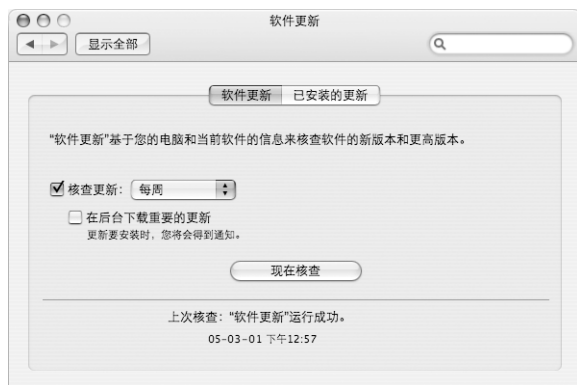 软件更新
显示全部
软件更新 已安装的更新
“软件更新”基于您的电脑和当前软件的信息来核查软件的新版本和更高版本。
核查更新： 每周
在后台下载重要的更新
更新要安装时，您将会得到通知。
现在核查
上次核查：“软件更新”运行成功。
05-03-01 下午12:57